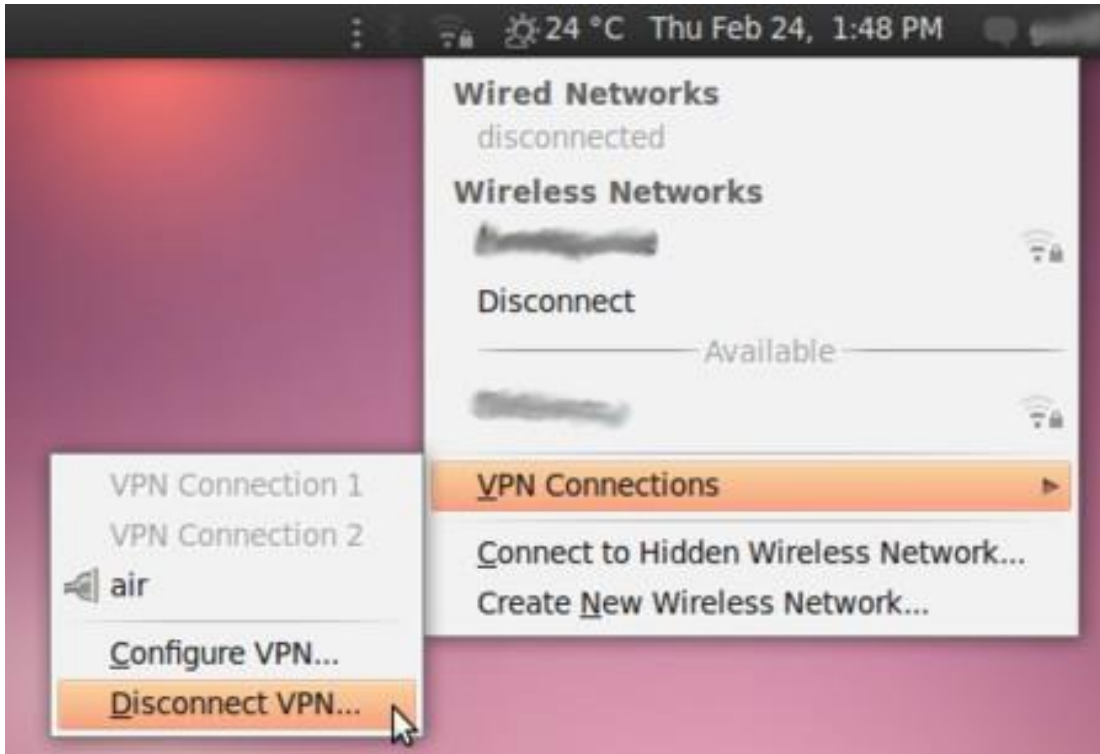 24 °C Thu Feb 24, 1:48 PM
Wired Networks
disconnected
Wireless Networks
Disconnect
Available
VPN Connections
Connect to Hidden Wireless Network...
Create New Wireless Network...
VPN Connection 1
VPN Connection 2
air
Configure VPN...
Disconnect VPN...